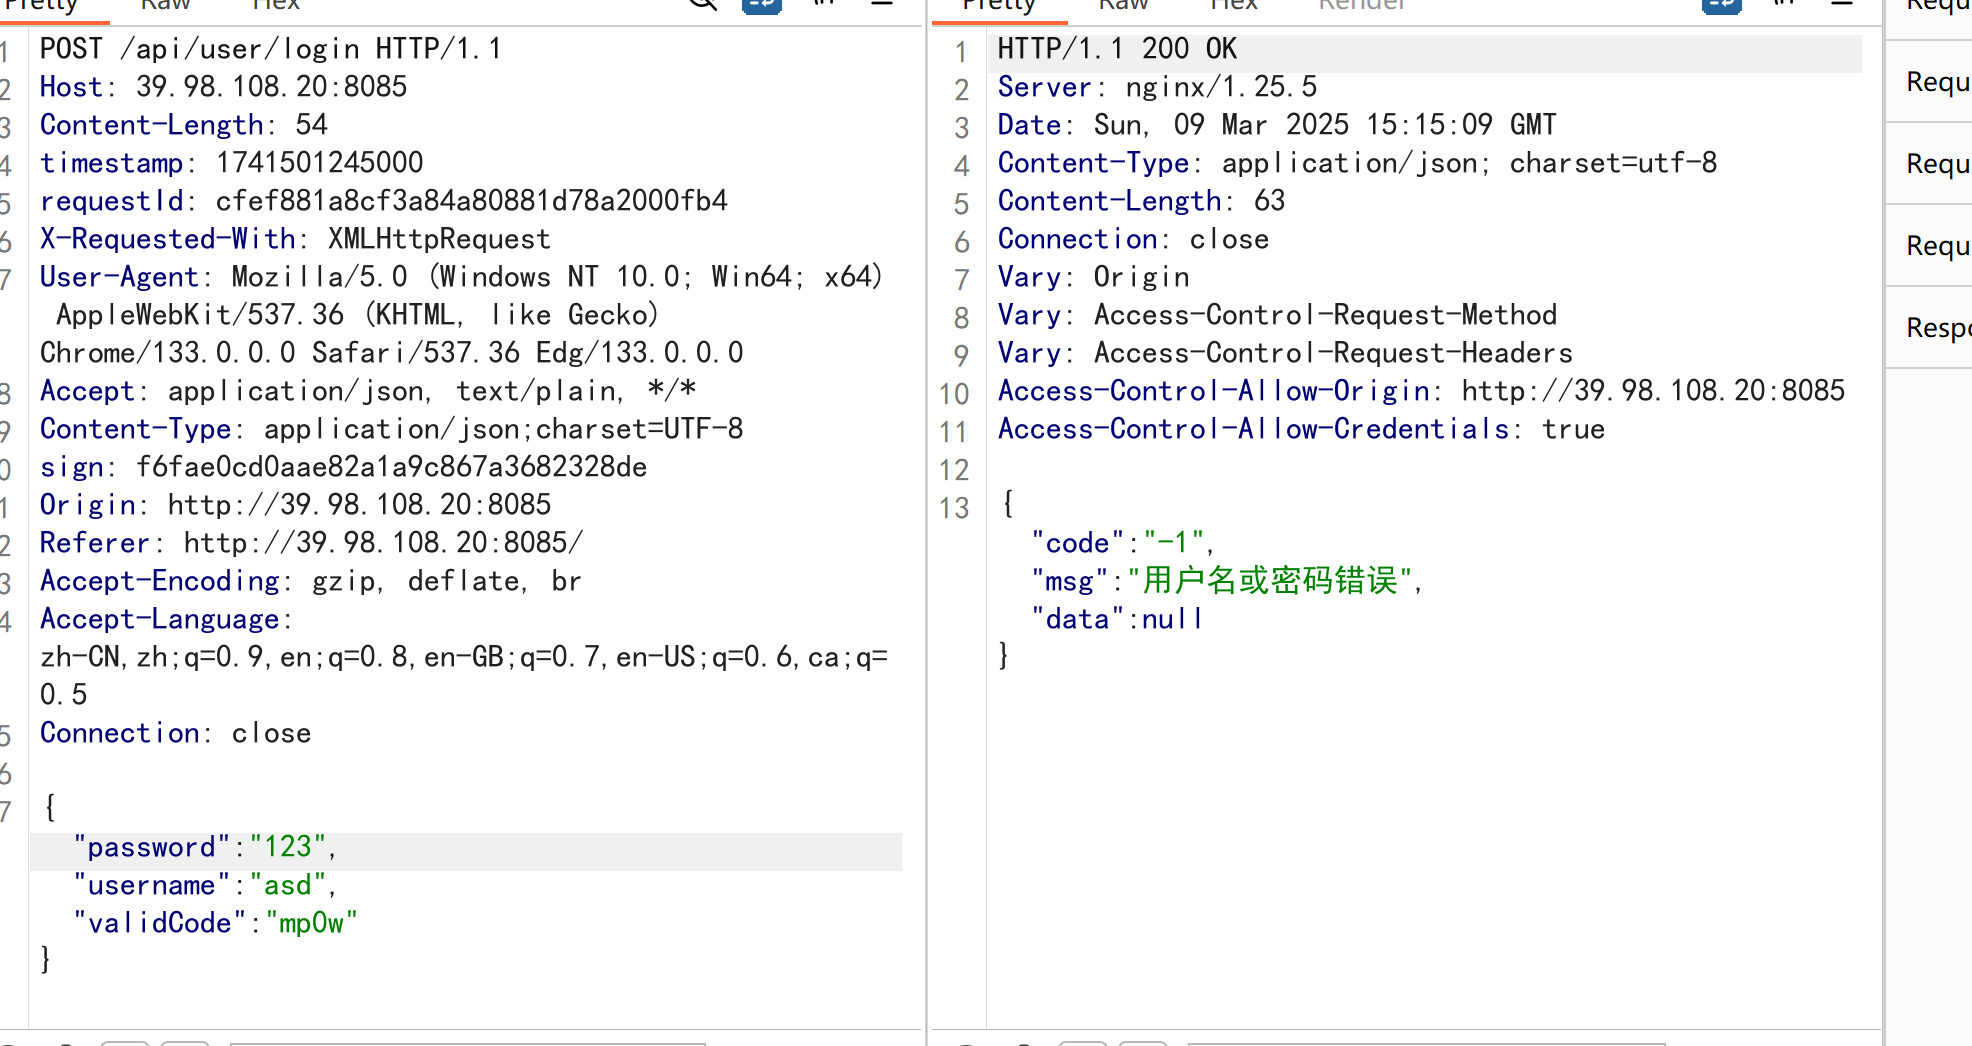 Pretty Raw Hex
1 POST /api/user/login HTTP/1.1
2 Host: 39.98.108.20:8085
3 Content-Length: 54
4 timestamp: 1741501245000
5 requestId: cfef881a8cf3a84a80881d78a2000fb4
6 X-Requested-With: XMLHttpRequest
7 User-Agent: Mozilla/5.0 (Windows NT 10.0; Win64; x64)
AppleWebKit/537.36 (KHTML, like Gecko)
Chrome/133.0.0.0 Safari/537.36 Edg/133.0.0.0
8 Accept: application/json, text/plain, */*
9 Content-Type: application/json;charset=UTF-8
0 sign: f6fae0cd0aae82a1a9c867a3682328de
1 Origin: http://39.98.108.20:8085
2 Referer: http://39.98.108.20:8085/
3 Accept-Encoding: gzip, deflate, br
4 Accept-Language:
zh-CN,zh;q=0.9,en;q=0.8,en-GB;q=0.7,en-US;q=0.6,ca;q=
0.5
5 Connection: close
6
7 {
"password":"123",
"username":"asd",
"validCode":"mp0w"
}
Pretty Raw Hex Render
1 HTTP/1.1 200 OK
2 Server: nginx/1.25.5
3 Date: Sun, 09 Mar 2025 15:15:09 GMT
4 Content-Type: application/json; charset=utf-8
5 Content-Length: 63
6 Connection: close
7 Vary: Origin
8 Vary: Access-Control-Request-Method
9 Vary: Access-Control-Request-Headers
10 Access-Control-Allow-Origin: http://39.98.108.20:8085
11 Access-Control-Allow-Credentials: true
12
13 {
"code":"-1",
"msg":"用户名或密码错误",
"data":null
}
Requ
Requ
Requ
Requ
Resp